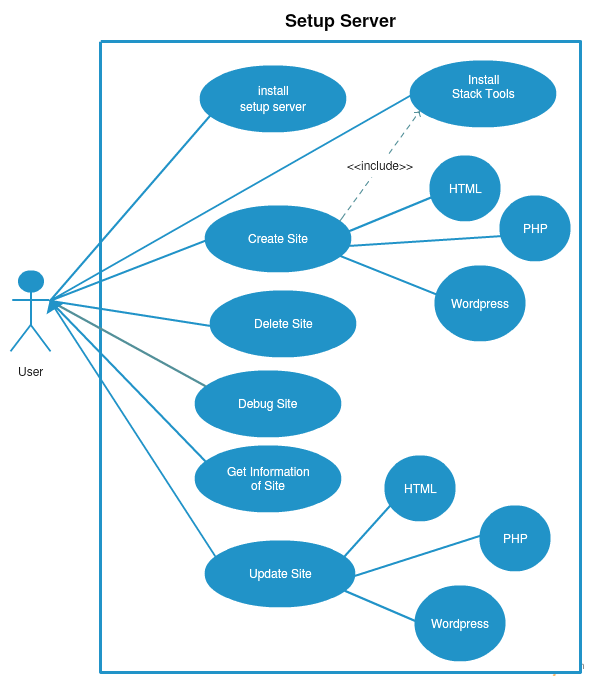 Setup Server
install
setup server
Install
Stack Tools
<<include>>
HTML
Create Site
PHP
Wordpress
Delete Site
User
Debug Site
Get Information
of Site
HTML
PHP
Update Site
Wordpress